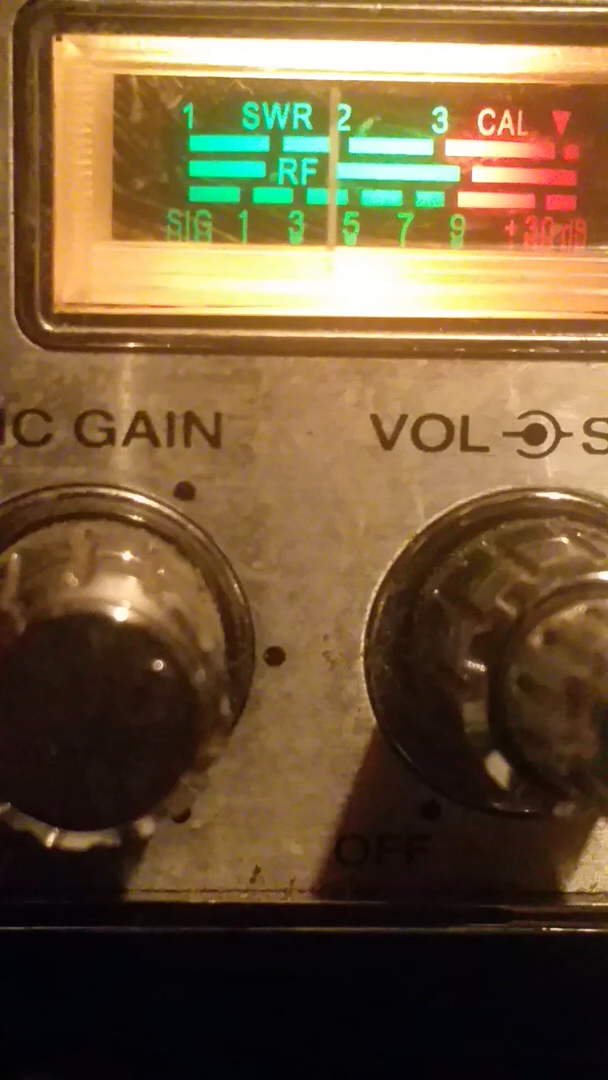 1 SWR 2 3 CAL
RF
SIG 1 3 5 7 9 +30dB
IC GAIN VOL S
OFF